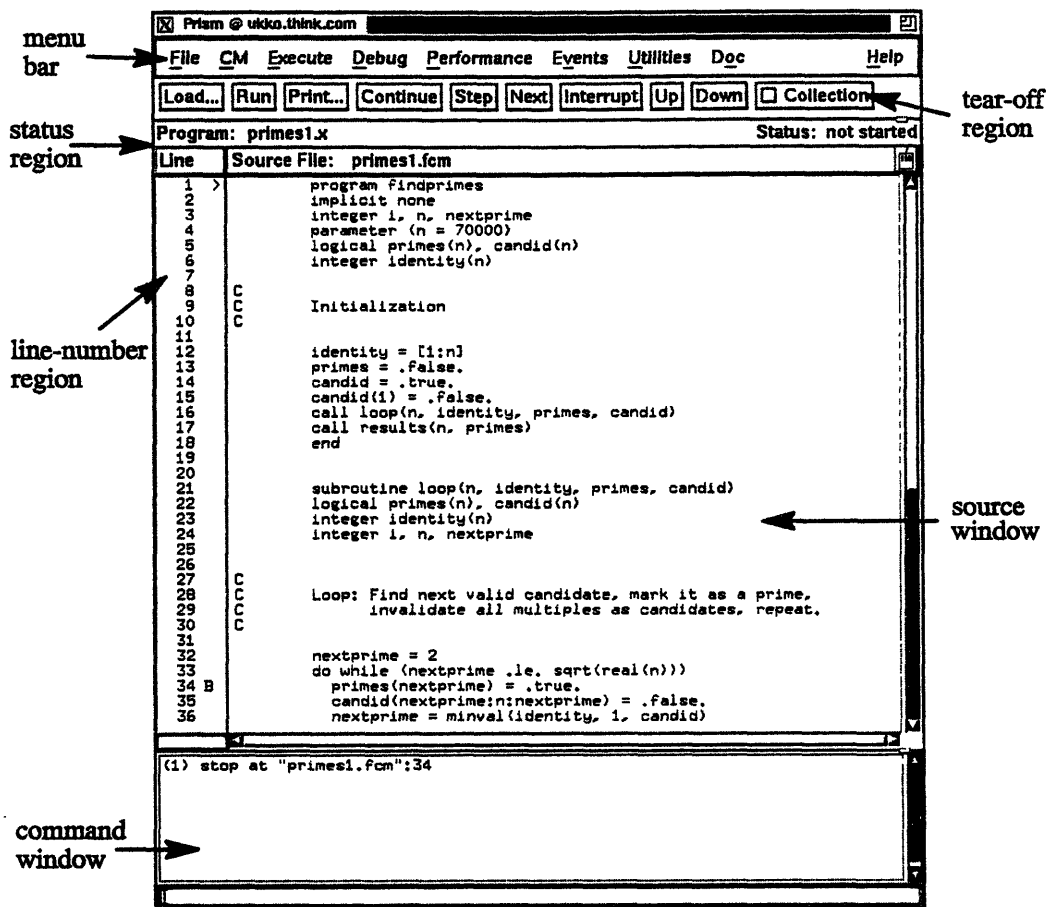 Prism @ ukko.think.com
menu bar
File CM Execute Debug Performance Events Utilities Doc Help
Load... Run Print... Continue Step Next Interrupt Up Down Collection
tear-off region
status region
Program: primes1.x Status: not started
Line Source File: primes1.fcm
1 > program findprimes
2 implicit none
3 integer i, n, nextprime
4 parameter (n = 70000)
5 logical primes(n), candid(n)
6 integer identity(n)
7
8 C
9 C Initialization
10 C
11
12 identity = [1:n]
13 primes = .false.
14 candid = .true.
15 candid(1) = .false.
16 call loop(n, identity, primes, candid)
17 call results(n, primes)
18 end
19
20
21 subroutine loop(n, identity, primes, candid)
22 logical primes(n), candid(n)
23 integer identity(n)
24 integer i, n, nextprime
25
26
27 C
28 C Loop: Find next valid candidate, mark it as a prime,
29 C invalidate all multiples as candidates, repeat.
30 C
31
32 nextprime = 2
33 do while (nextprime .le. sqrt(real(n)))
34 B primes(nextprime) = .true.
35 candid(nextprime:n:nextprime) = .false.
36 nextprime = minval(identity, 1, candid)
line-number region
source window
(1) stop at "primes1.fcm":34
command window